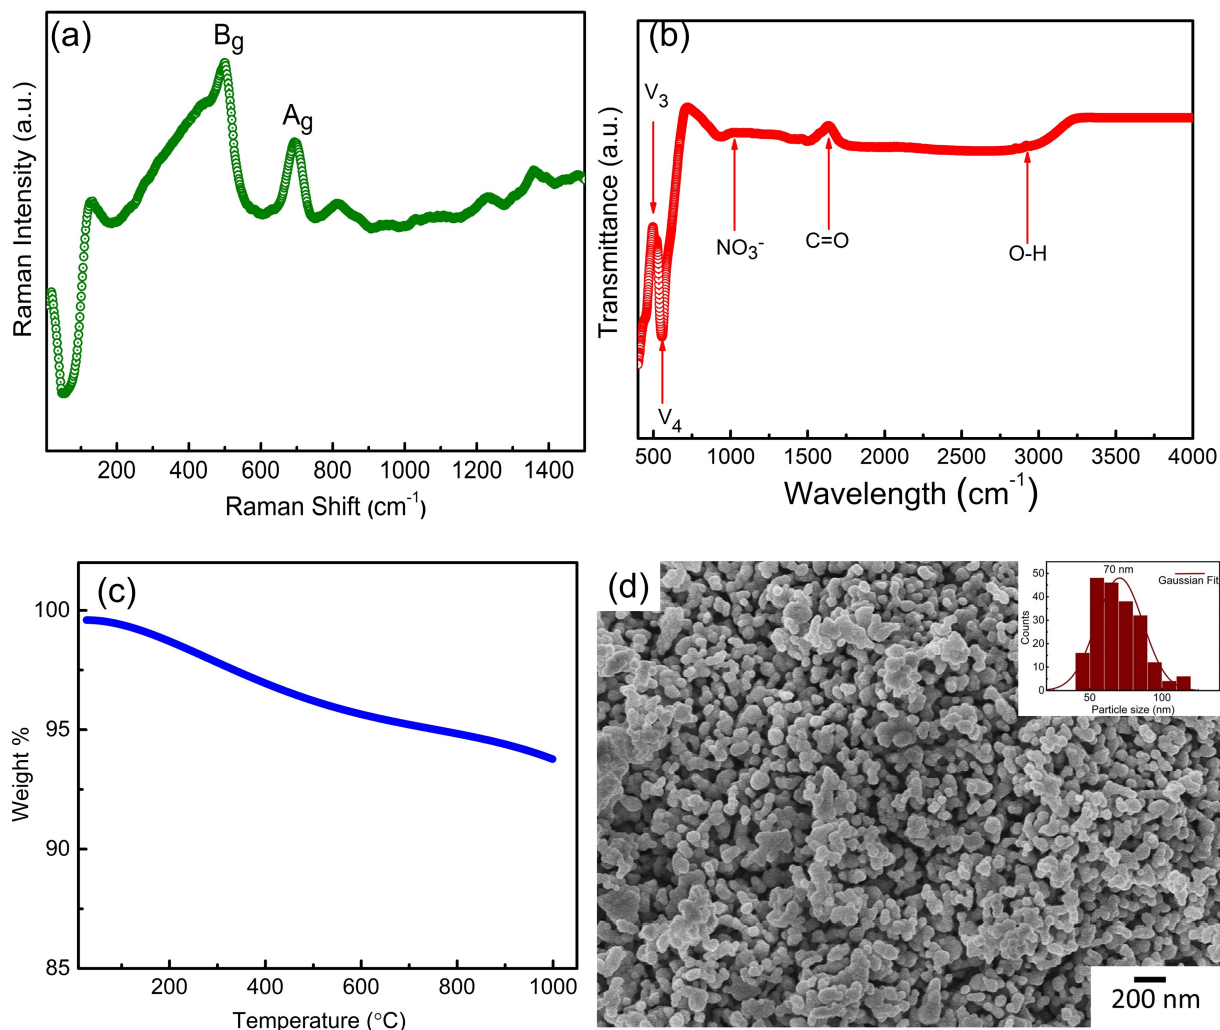 (a)
B₉
A₉
Raman Intensity (a.u.)
200 400 600 800 1000 1200 1400
Raman Shift (cm⁻¹)
(b)
V₃
V₄
NO₃⁻
C=O
O-H
Transmittance (a.u.)
500 1000 1500 2000 2500 3000 3500 4000
Wavelength (cm⁻¹)
(c)
100
95
90
85
Weight %
200 400 600 800 1000
Temperature (°C)
(d)
70 nm
Gaussian Fit
50
40
30
20
10
0
Counts
50 100
Particle size (nm)
200 nm